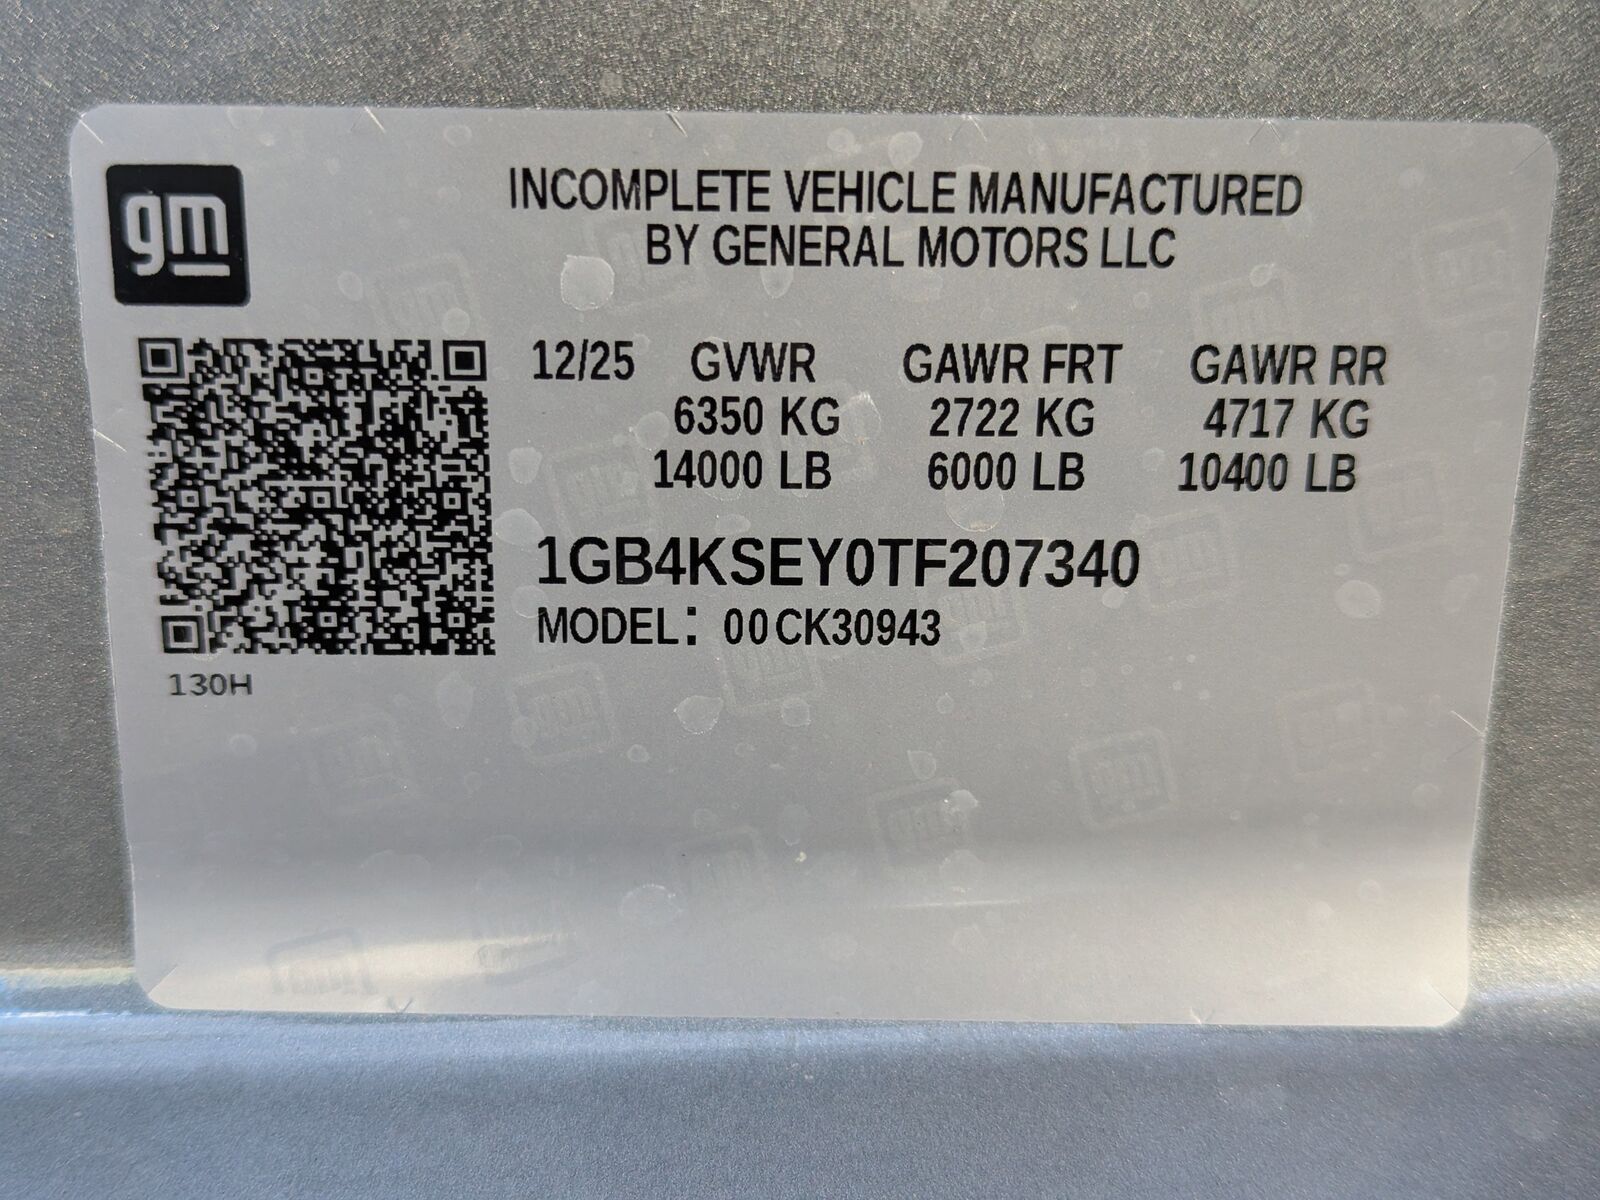 gm
INCOMPLETE VEHICLE MANUFACTURED
BY GENERAL MOTORS LLC
12/25 GVWR GAWR FRT GAWR RR
6350 KG 2722 KG 4717 KG
14000 LB 6000 LB 10400 LB
1GB4KSEY0TF207340
MODEL: 00CK30943
130H